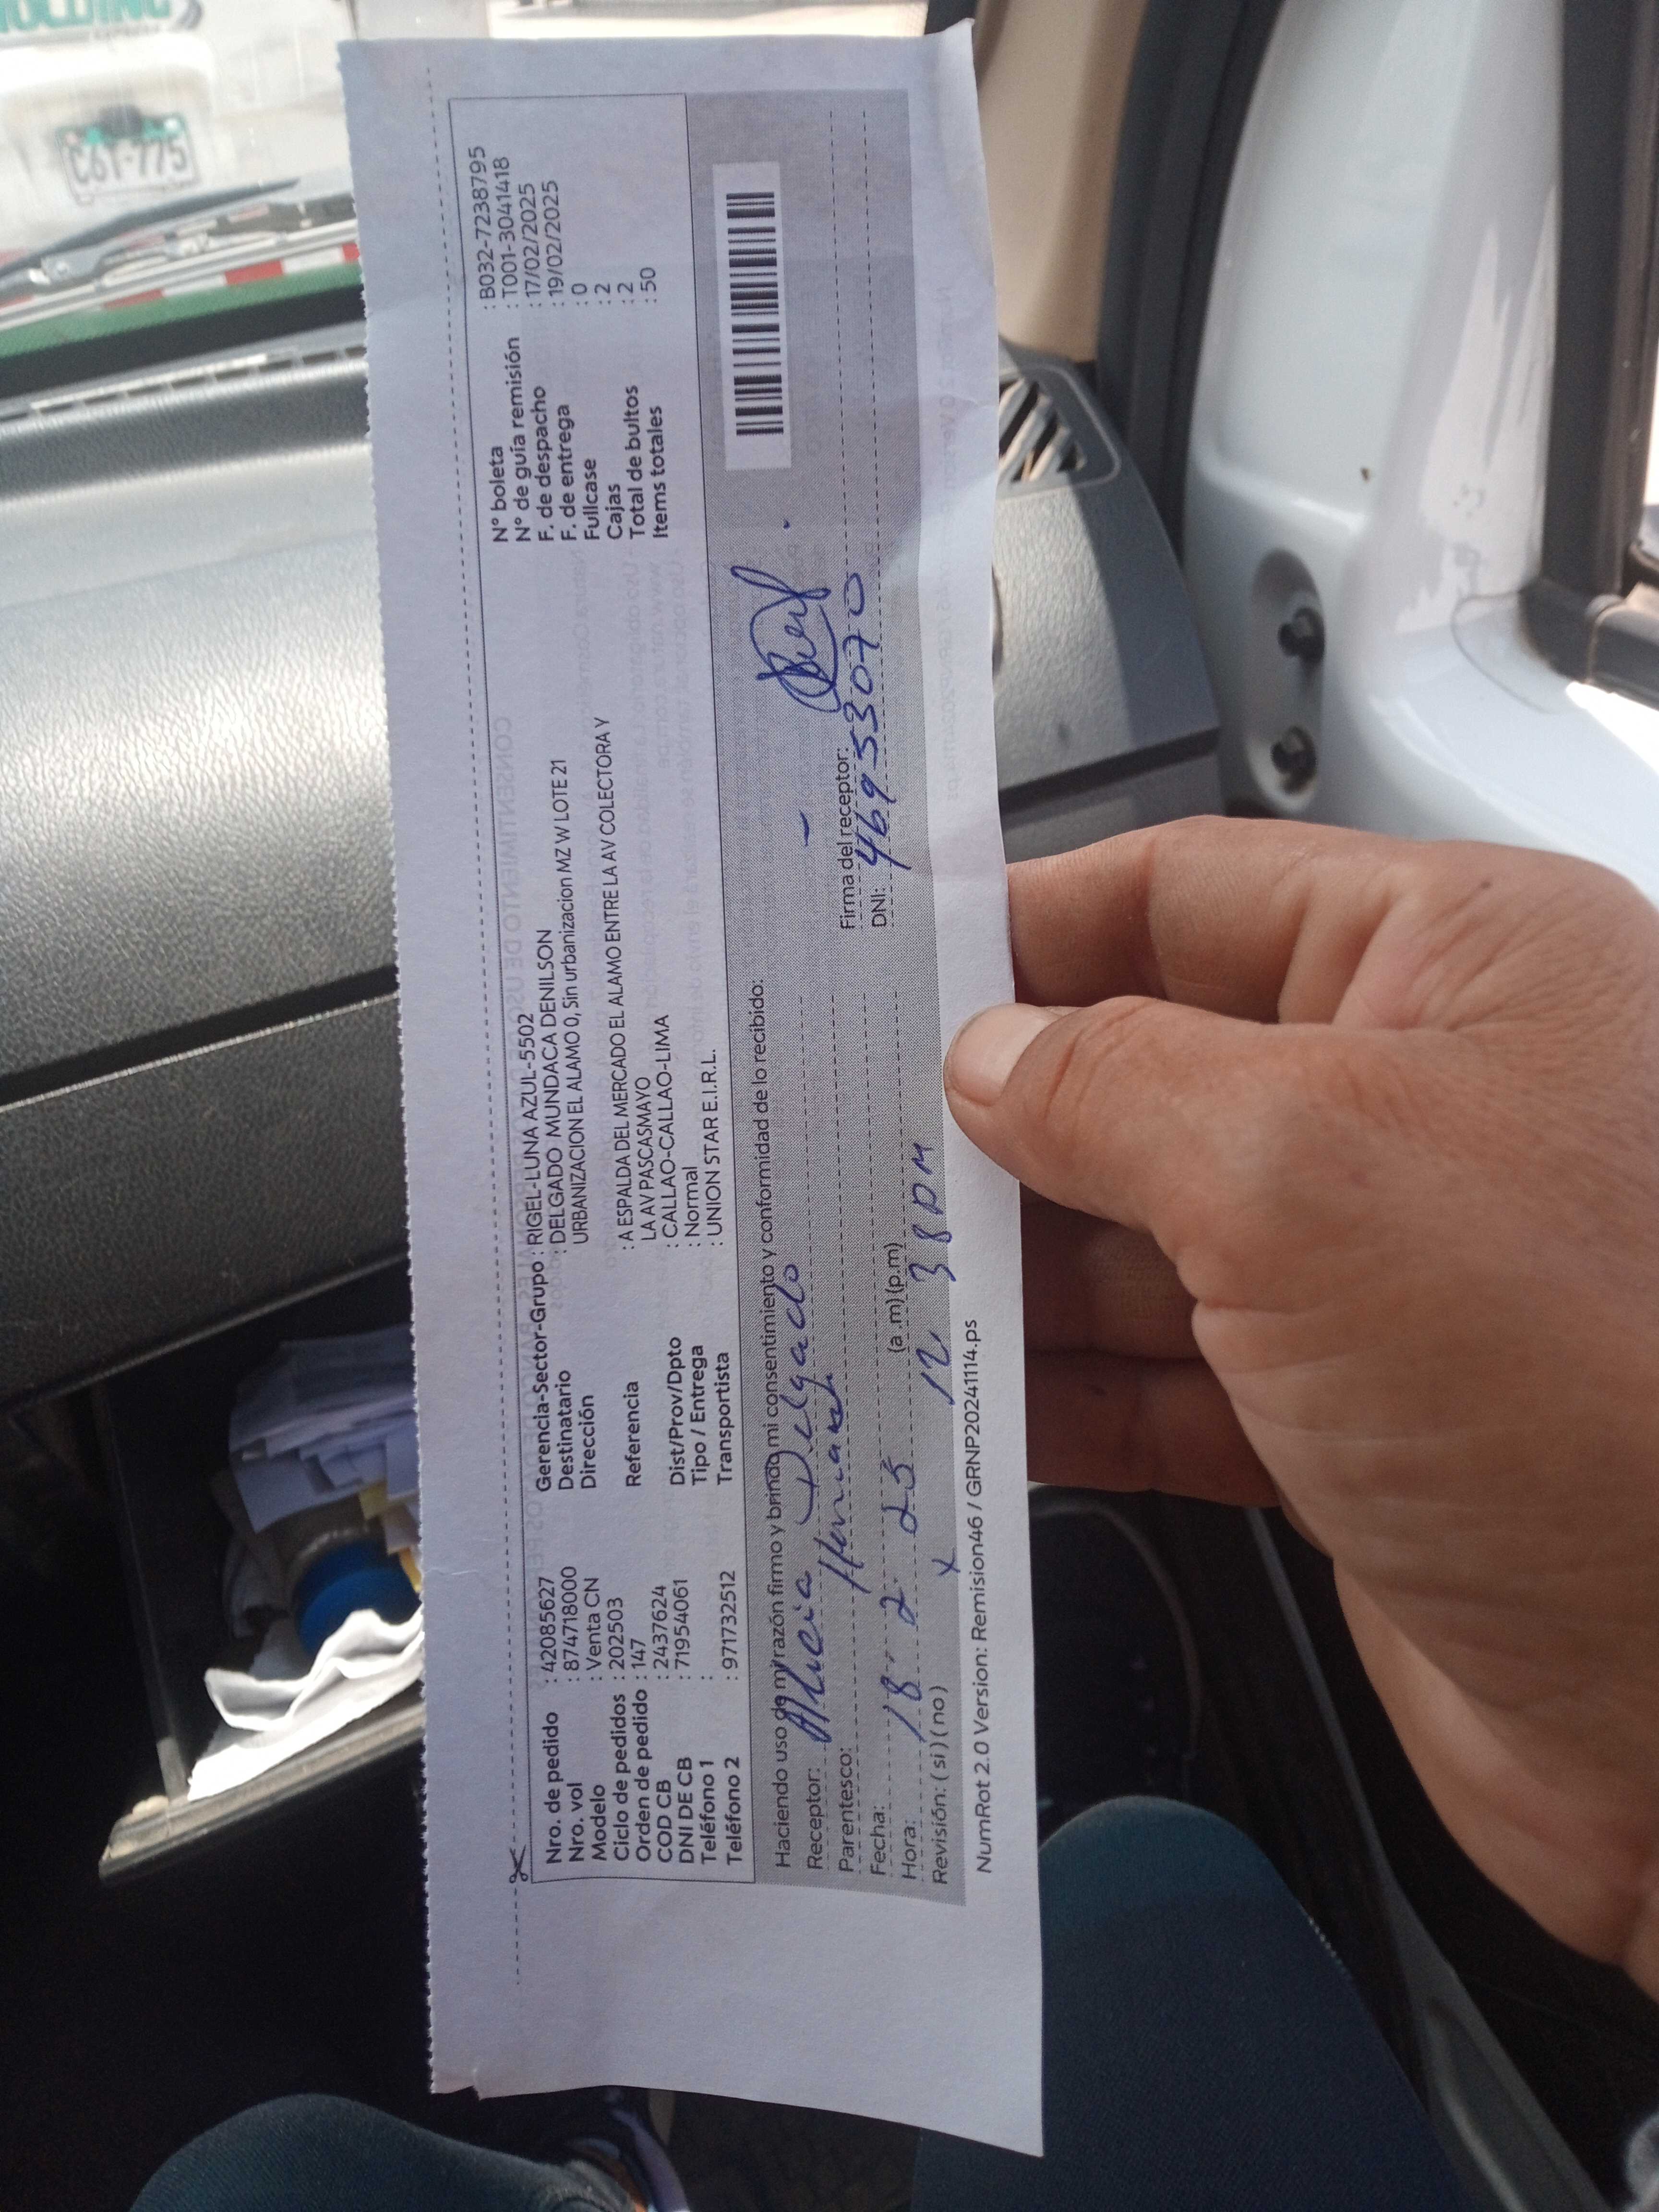 HOLDING
C6Y-775
Nro. de pedido : 42085627
Nro. vol : 874718000
Modelo : Venta CN
Ciclo de pedidos : 202503
Orden de pedido : 147
COD CB : 2437624
DNI DE CB : 71954061
Teléfono 1 :
Teléfono 2 : 971732512
Gerencia-Sector-Grupo : RIGEL-LUNA AZUL-5502
Destinatario : DELGADO MUNDACA DENILSON
Dirección URBANIZACION EL ALAMO 0, Sin urbanizacion MZ W LOTE 21
Referencia : A ESPALDA DEL MERCADO EL ALAMO ENTRE LA AV COLECTORA Y
LA AV PASCASMAYO
Dist/Prov/Dpto : CALLAO-CALLAO-LIMA
Tipo / Entrega : Normal
Transportista : UNION STAR E.I.R.L.
N° boleta : B032-7238795
N° de guía remisión : T001-3041418
F. de despacho : 17/02/2025
F. de entrega : 19/02/2025
Fullcase : 0
Cajas : 2
Total de bultos : 2
Items totales : 50
Haciendo uso de mi razón firmo y brindo mi consentimiento y conformidad de lo recibido:
Receptor: Alicia Delgado
Parentesco: Hermana
Fecha: 18 - 2 - 25
Hora: (a .m) (p.m) 12. 38 pm
Revisión: ( si ) ( no ) x
Firma del receptor:
DNI: 46953070
NumRot 2.0 Version: Remision46 / GRNP20241114.ps